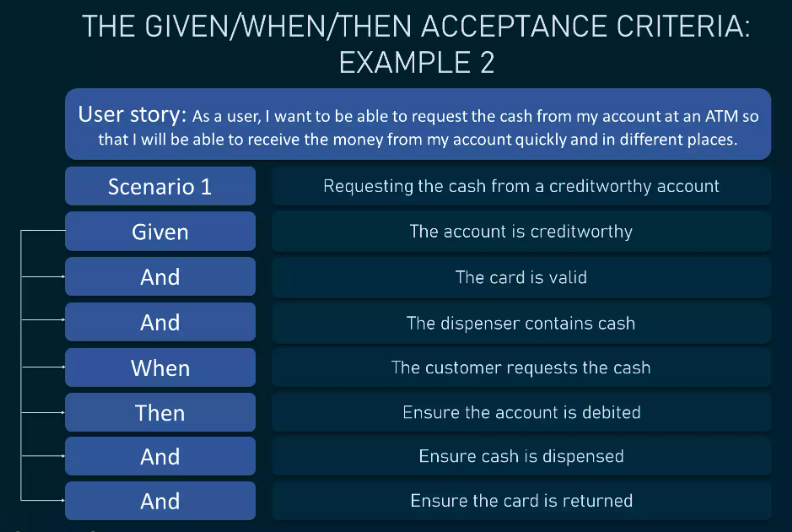 THE GIVEN/WHEN/THEN ACCEPTANCE CRITERIA:
EXAMPLE 2
User story: As a user, I want to be able to request the cash from my account at an ATM so
that I will be able to receive the money from my account quickly and in different places.
Scenario 1 Requesting the cash from a creditworthy account
Given The account is creditworthy
And The card is valid
And The dispenser contains cash
When The customer requests the cash
Then Ensure the account is debited
And Ensure cash is dispensed
And Ensure the card is returned